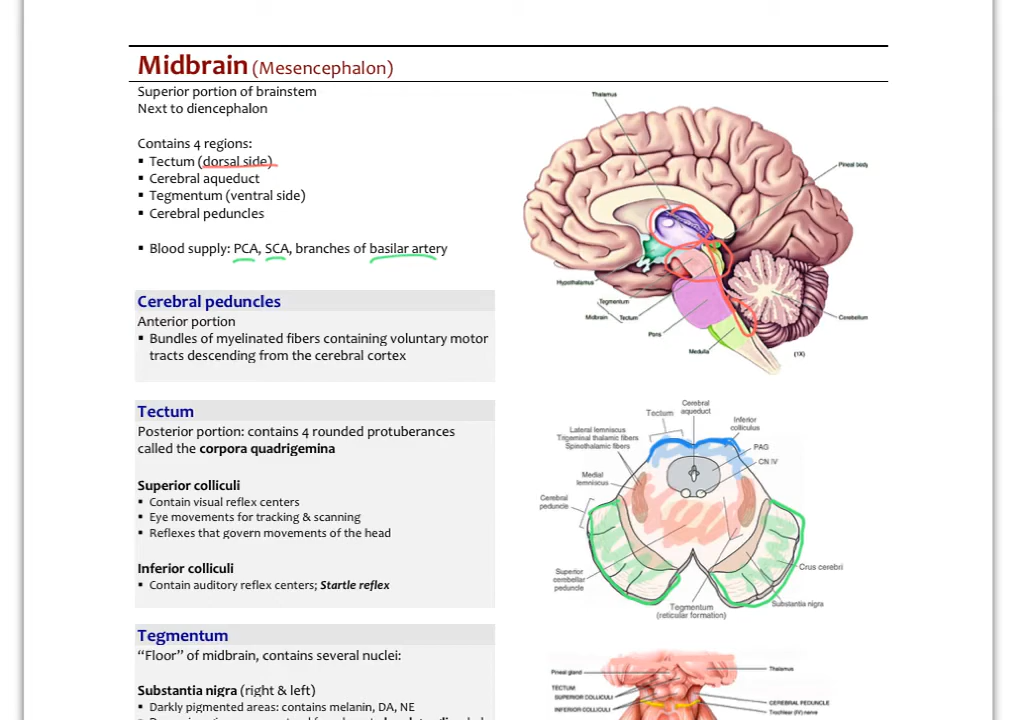 Midbrain (Mesencephalon)
Superior portion of brainstem
Next to diencephalon
Contains 4 regions:
▪ Tectum (dorsal side)
▪ Cerebral aqueduct
▪ Tegmentum (ventral side)
▪ Cerebral peduncles
▪ Blood supply: PCA, SCA, branches of basilar artery
Cerebral peduncles
Anterior portion
▪ Bundles of myelinated fibers containing voluntary motor
tracts descending from the cerebral cortex
Tectum
Posterior portion: contains 4 rounded protuberances
called the corpora quadrigemina
Superior colliculi
▪ Contain visual reflex centers
▪ Eye movements for tracking & scanning
▪ Reflexes that govern movements of the head
Inferior colliculi
▪ Contain auditory reflex centers; Startle reflex
Tegmentum
"Floor" of midbrain, contains several nuclei:
Substantia nigra (right & left)
▪ Darkly pigmented areas: contains melanin, DA, NE
Thalamus
Pineal body
Hypothalamus
Tegmentum
Midbrain
Tectum
Pons
Cerebellum
Medulla
(1X)
Cerebral
aqueduct
Tectum
Inferior
colliculus
Lateral lemniscus
Trigeminal thalamic fibers
Spinothalamic fibers
PAG
CN IV
Medial
lemniscus
Cerebral
peduncle
Crus cerebri
Superior
cerebellar
peduncle
Substantia nigra
Tegmentum
(reticular formation)
Pineal gland
Thalamus
TECTUM:
SUPERIOR COLLICULI
INFERIOR COLLICULI
CEREBRAL PEDUNCLE
Trochlear (IV) nerve